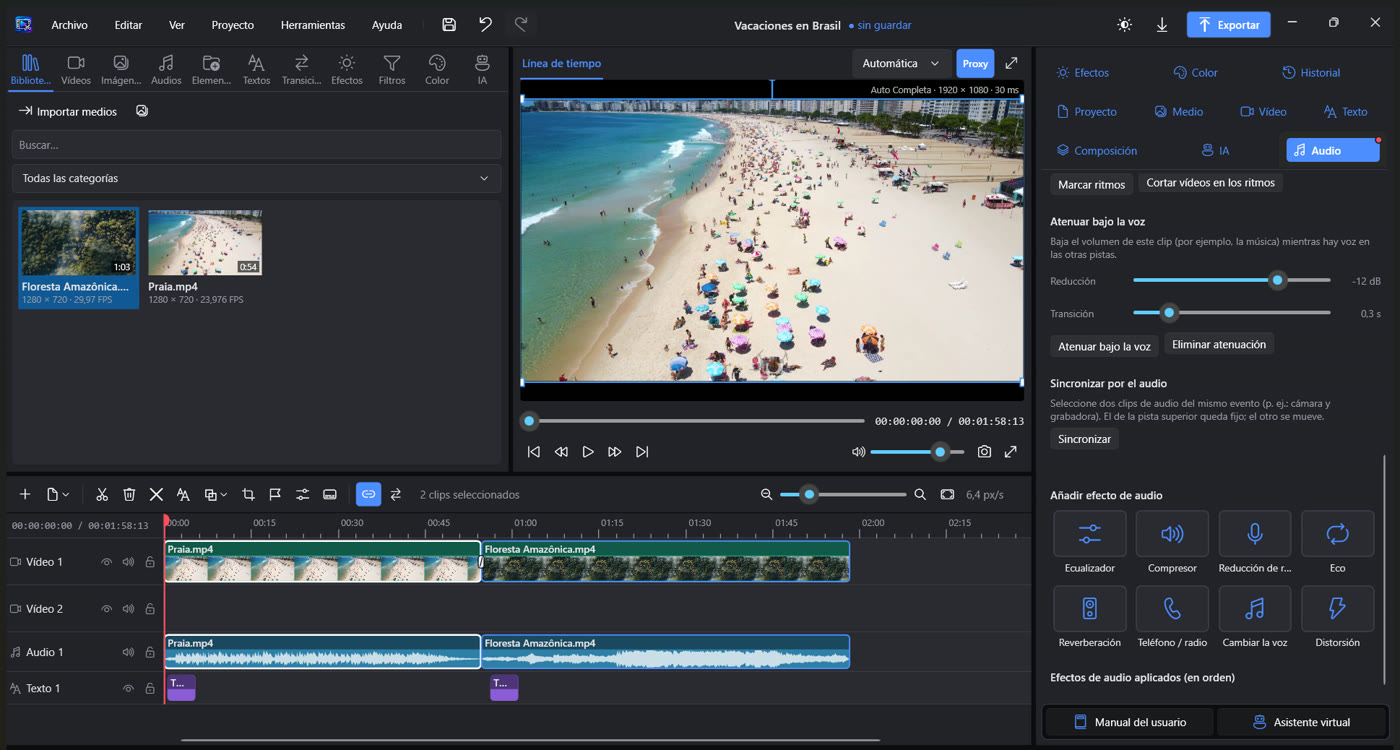 Archivo Editar Ver Proyecto Herramientas Ayuda
Vacaciones en Brasil • sin guardar
Exportar
Bibliote... Vídeos Imágen... Audios Elemen... Textos Transici... Efectos Filtros Color IA
Importar medios
Buscar...
Todas las categorías
1:03
Floresta Amazônica....
1280 × 720 · 29,97 FPS
0:54
Praia.mp4
1280 × 720 · 23,976 FPS
Línea de tiempo
Automática
Proxy
Auto Completa · 1920 × 1080 · 30 ms
00:00:00:00 / 00:01:58:13
Efectos Color Historial
Proyecto Medio Vídeo Texto
Composición IA Audio
Marcar ritmos Cortar vídeos en los ritmos
Atenuar bajo la voz
Baja el volumen de este clip (por ejemplo, la música) mientras hay voz en
las otras pistas.
Reducción -12 dB
Transición 0,3 s
Atenuar bajo la voz Eliminar atenuación
Sincronizar por el audio
Seleccione dos clips de audio del mismo evento (p. ej.: cámara y
grabadora). El de la pista superior queda fijo; el otro se mueve.
Sincronizar
Añadir efecto de audio
Ecualizador Compresor Reducción de r... Eco
Reverberación Teléfono / radio Cambiar la voz Distorsión
Efectos de audio aplicados (en orden)
Manual del usuario Asistente virtual
2 clips seleccionados
6,4 px/s
00:00:00:00 / 00:01:58:13
00:00 00:15 00:30 00:45 01:00 01:15 01:30 01:45 02:00 02:15
Vídeo 1
Praia.mp4 Floresta Amazônica.mp4
Vídeo 2
Audio 1
Praia.mp4 Floresta Amazônica.mp4
Texto 1
T... T...